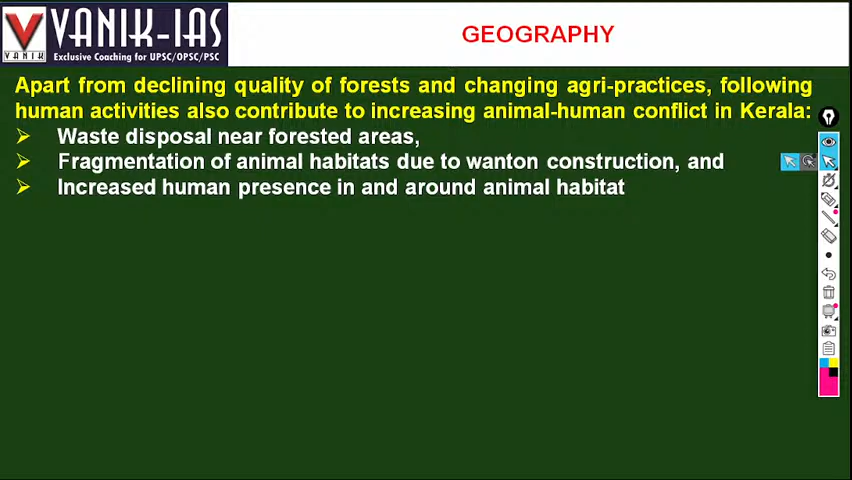 VANIK-IAS
Exclusive Coaching for UPSC/OPSC/PSC
VANIK
GEOGRAPHY
Apart from declining quality of forests and changing agri-practices, following
human activities also contribute to increasing animal-human conflict in Kerala:
Waste disposal near forested areas,
Fragmentation of animal habitats due to wanton construction, and
Increased human presence in and around animal habitat